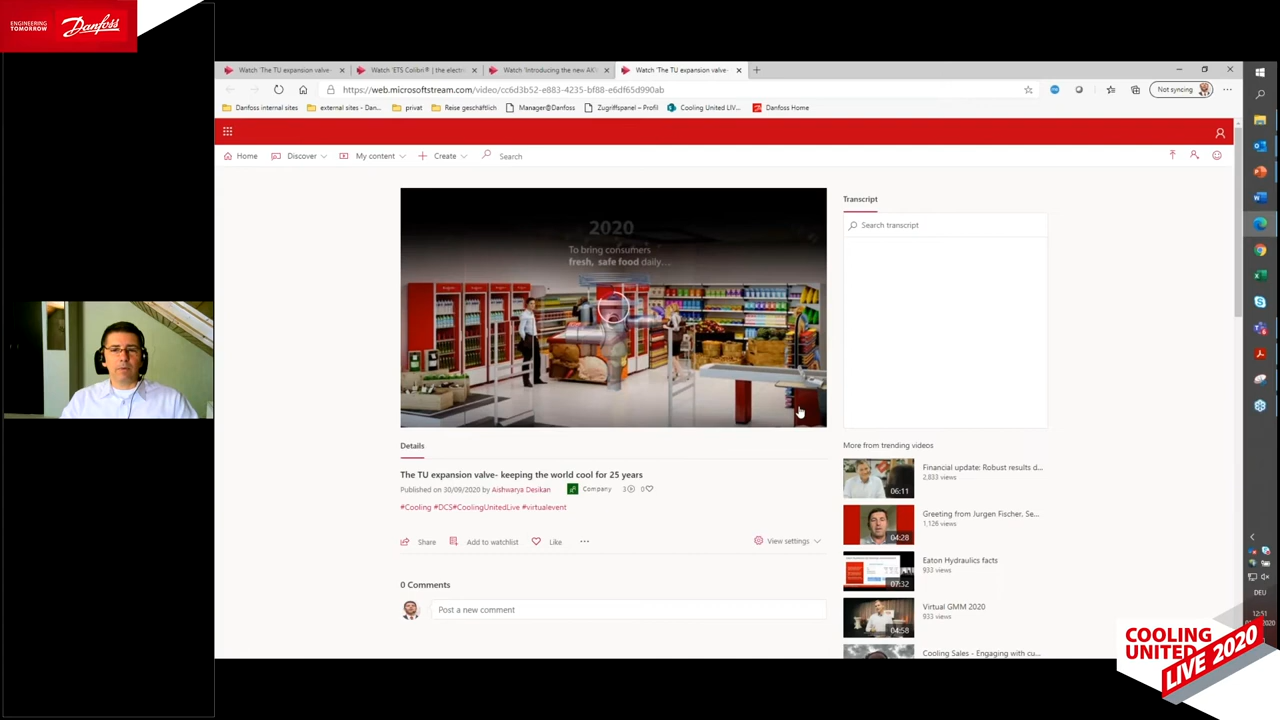 ENGINEERING
TOMORROW
Danfoss
Watch 'The TU expansion valve-
Watch 'ETS Colibri® | the electri
Watch 'Introducing the new AK
Watch 'The TU expansion valve-
https://web.microsoftstream.com/video/cc6d3b52-e883-4235-bf88-e6df65d990ab
Not syncing
Danfoss internal sites
external sites - Dan...
privat
Reise geschäftlich
Manager@Danfoss
Zugriffspanel – Profil
Cooling United LIV...
Danfoss Home
Home
Discover
My content
Create
Search
2020
To bring consumers
fresh, safe food daily...
Transcript
Search transcript
Details
The TU expansion valve- keeping the world cool for 25 years
Published on 30/09/2020 by Aishwarya Desikan
Company
3
0
#Cooling #DCS#CoolingUnitedLive #virtualevent
Share
Add to watchlist
Like
View settings
0 Comments
Post a new comment
More from trending videos
Financial update: Robust results d...
2,833 views
06:11
Greeting from Jurgen Fischer, Se...
1,126 views
04:28
Eaton Hydraulics facts
933 views
07:32
Virtual GMM 2020
933 views
04:58
Cooling Sales - Engaging with cu...
DEU
12:51
COOLING
UNITED
LIVE 2020